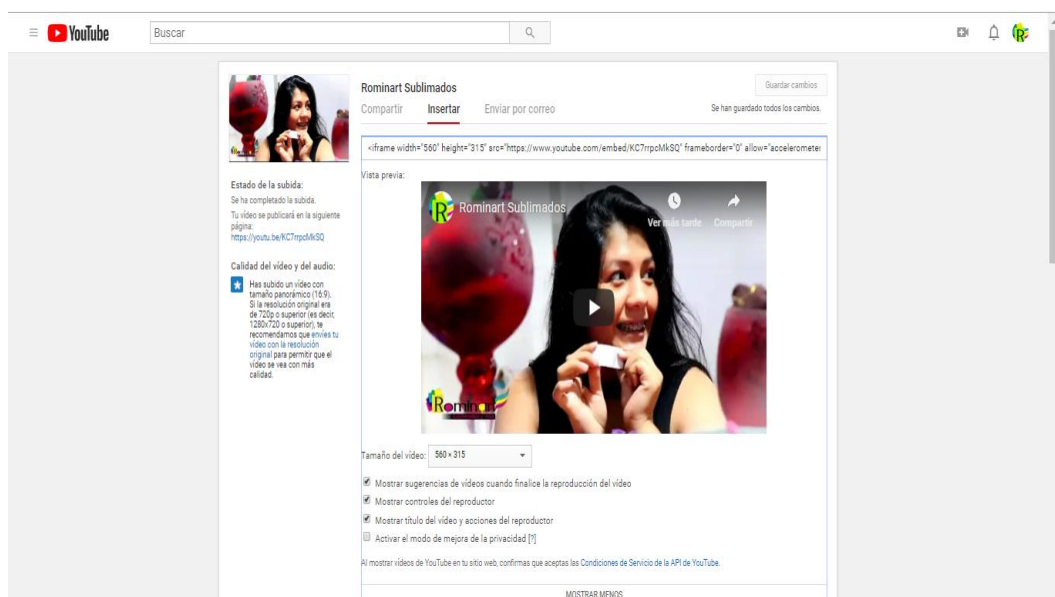 YouTube
Buscar
Rominart Sublimados
Guardar cambios
Compartir
Insertar
Enviar por correo
Se han guardado todos los cambios.
<iframe width="560" height="315" src="https://www.youtube.com/embed/KC7rrpcMkSQ" frameborder="0" allow="accelerometer
Estado de la subida:
Se ha completado la subida.
Tu vídeo se publicará en la siguiente
página:
https://youtu.be/KC7rrpcMkSQ
Calidad del vídeo y del audio:
Has subido un vídeo con
tamaño panorámico (16:9).
Si la resolución original era
de 720p o superior (es decir,
1280x720 o superior), te
recomendamos que envíes tu
vídeo con la resolución
original para permitir que el
vídeo se vea con más
calidad.
Vista previa:
R
Rominart Sublimados
Ver más tarde
Compartir
Rominart
Tamaño del vídeo:
560 × 315
Mostrar sugerencias de vídeos cuando finalice la reproducción del vídeo
Mostrar controles del reproductor
Mostrar título del vídeo y acciones del reproductor
Activar el modo de mejora de la privacidad [?]
Al mostrar vídeos de YouTube en tu sitio web, confirmas que aceptas las Condiciones de Servicio de la API de YouTube.
MOSTRAR MENOS